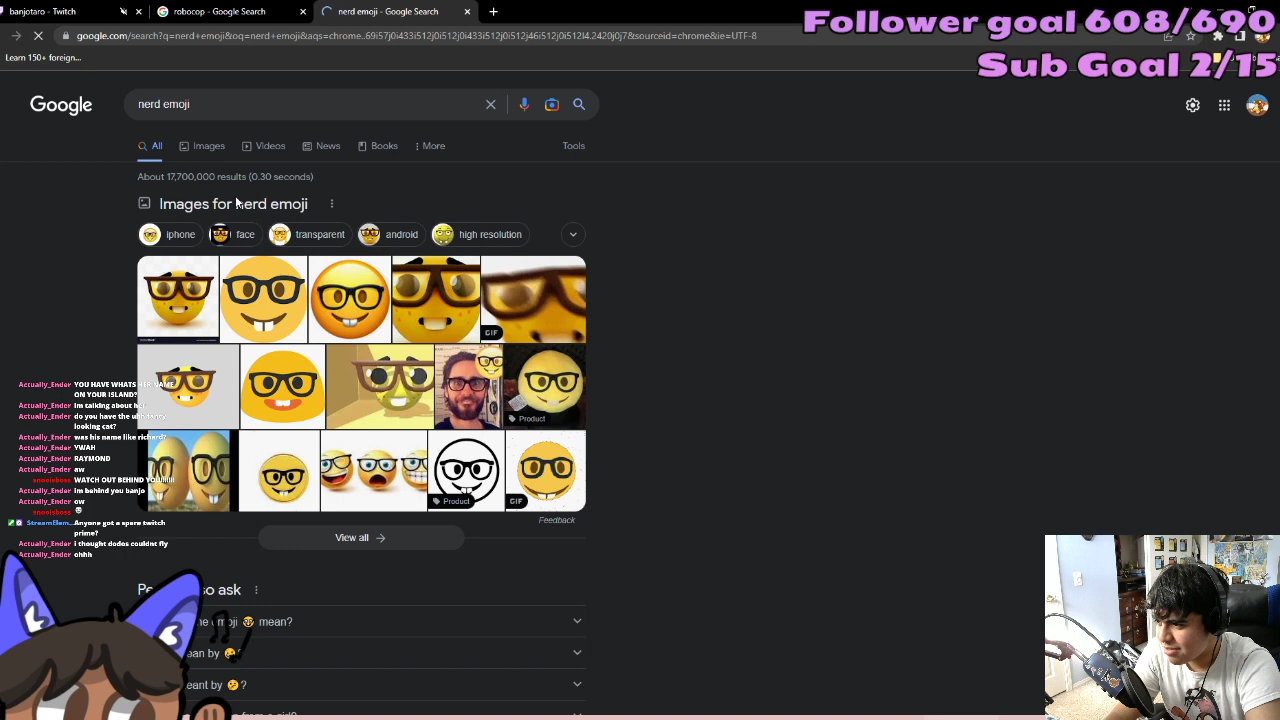 banjotaro - Twitch
robocop - Google Search
nerd emoji - Google Search
Follower goal 608/690
google.com/search?q=nerd+emoji&oq=nerd+emoji&aqs=chrome..69i57j0i433i512j0i512j0i433i512j0i512j46i512j0i512l4.2420j0j7&sourceid=chrome&ie=UTF-8
Sub Goal 2/15
Learn 150+ foreign...
Google
nerd emoji
All
Images
Videos
News
Books
More
Tools
About 17,700,000 results (0.30 seconds)
Images for nerd emoji
iphone
face
transparent
android
high resolution
GIF
Product
Product
GIF
Feedback
View all
Actually_Ender YOU HAVE WHATS HER NAME
ON YOUR ISLAND?
Actually_Ender Im talking about her
Actually_Ender do you have the
looking cat?
Actually_Ender was his name like richard?
Actually_Ender YWAH
Actually_Ender RAYMOND
Actually_Ender aw
WATCH OUT BEHIND YOU
Actually_Ender im behind you banjo
Actually_Ender ow
StreamElem... Anyone got a spere twitch
prime?
Actually_Ender i thought dodos couldnt fly
Actually_Ender ohhh
so ask
emoji 🤓 mean?
ean by
eant by
?